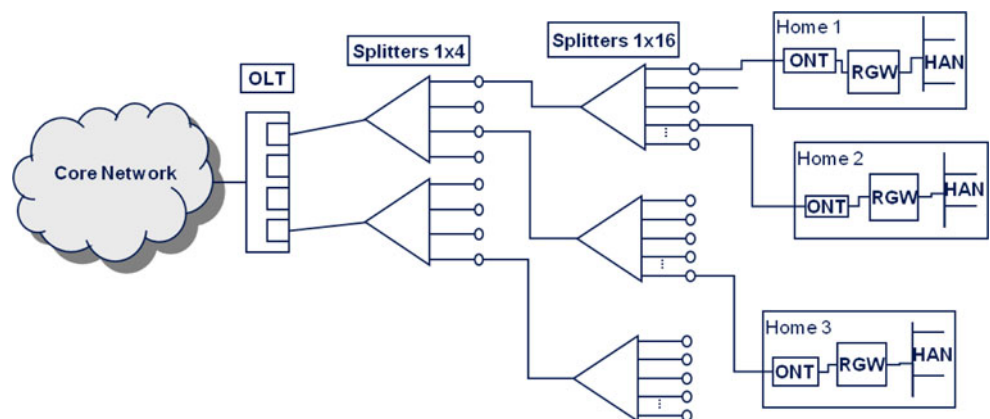 Core Network
OLT
Splitters 1x4
Splitters 1x16
Home 1
ONT
RGW
HAN
Home 2
ONT
RGW
HAN
Home 3
ONT
RGW
HAN